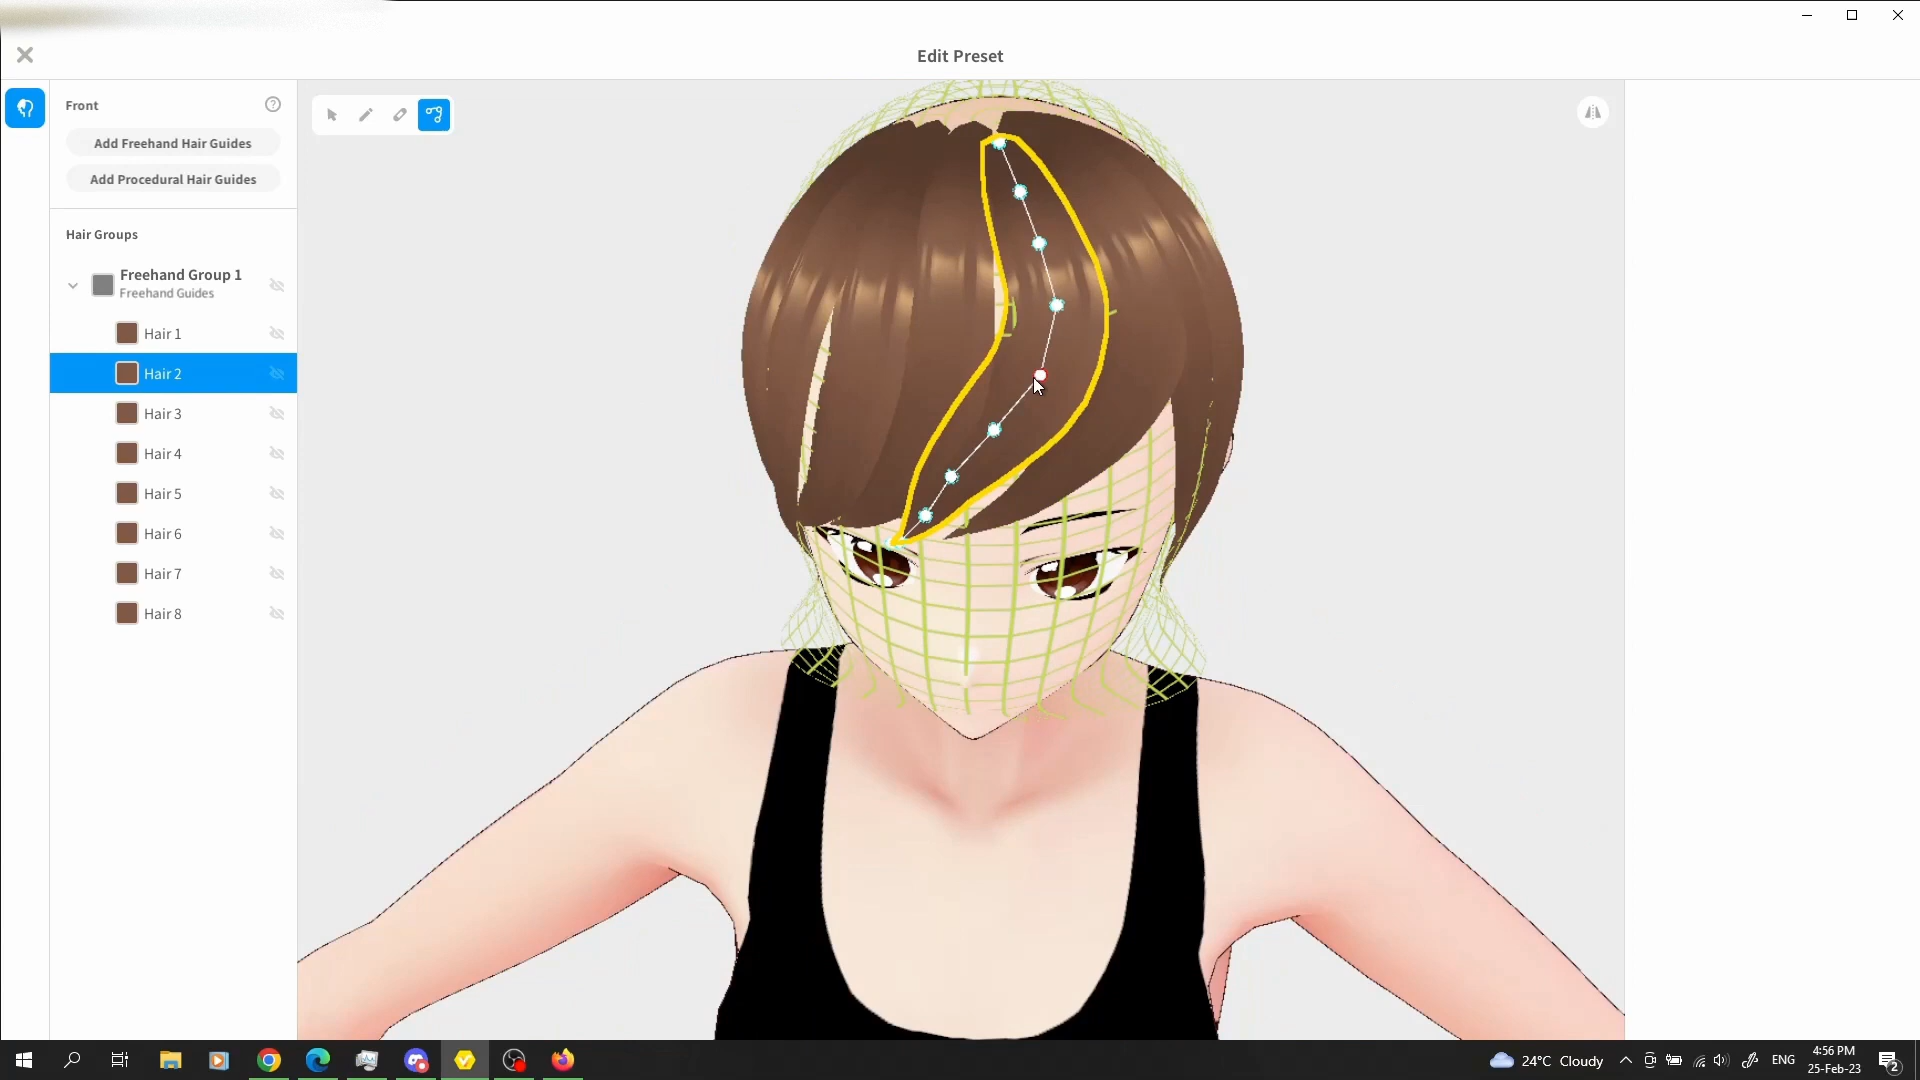 Edit Preset
Front
Add Freehand Hair Guides
Add Procedural Hair Guides
Hair Groups
Freehand Group 1
Freehand Guides
Hair 1
Hair 2
Hair 3
Hair 4
Hair 5
Hair 6
Hair 7
Hair 8
24°C Cloudy
ENG
4:56 PM
25-Feb-23
2